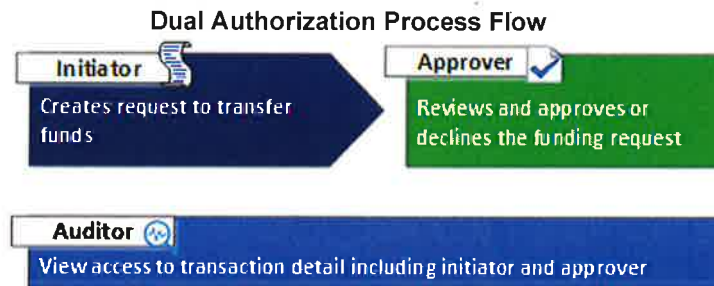 Dual Authorization Process Flow
Initiator
Creates request to transfer
funds
Approver
Reviews and approves or
declines the funding request
Auditor
View access to transaction detail including initiator and approver